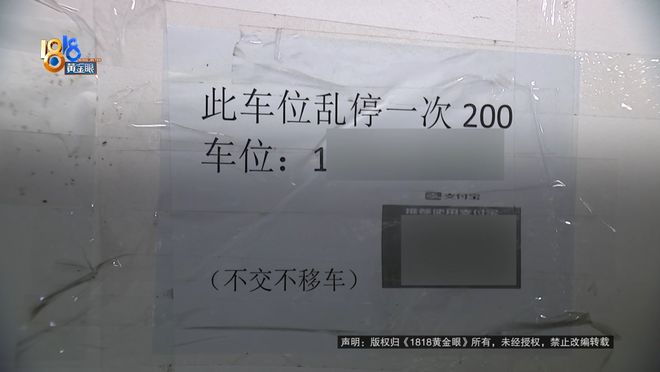 1818
黄金眼
此车位乱停一次 200
车位：1
支付宝
推荐使用支付宝
（不交不移车）
声明：版权归《1818黄金眼》所有，未经授权，禁止改编转载